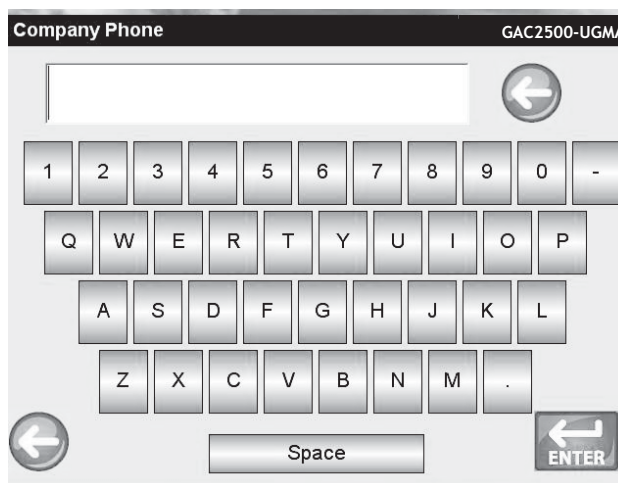 Company Phone GAC2500-UGMA
1 2 3 4 5 6 7 8 9 0 -
Q W E R T Y U I O P
A S D F G H J K L
Z X C V B N M .
Space ENTER